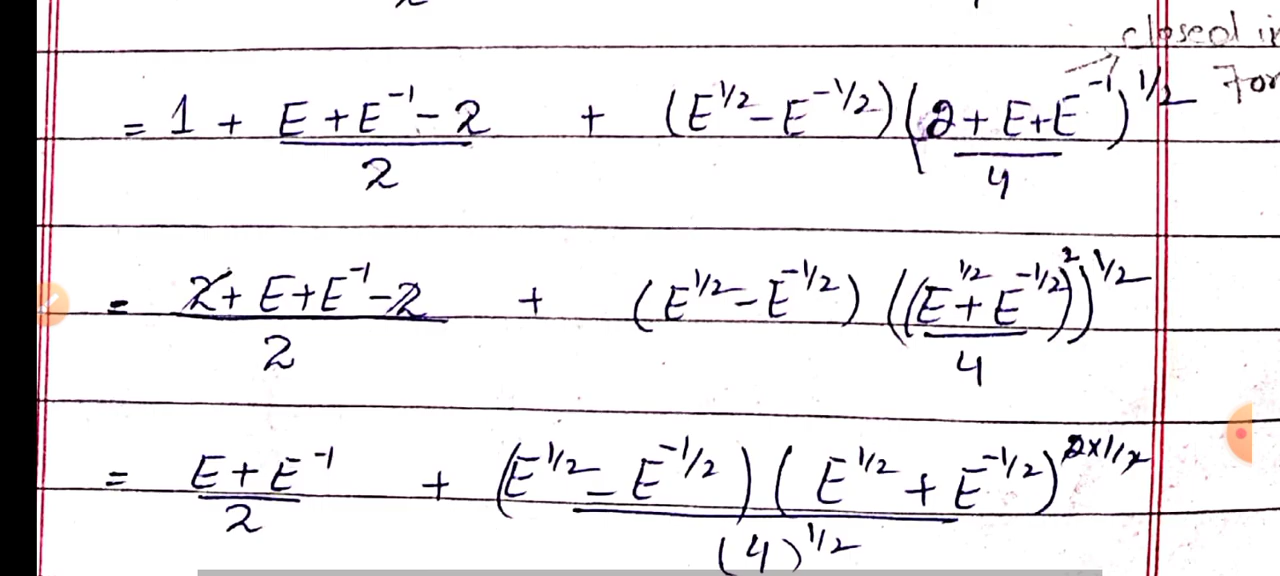 closed in
For
= 1 + (E + E⁻¹ - 2)/2 + (E^1/2 - E^-1/2) ((2 + E + E⁻¹)/4)^1/2
= (2 + E + E⁻¹ - 2)/2 + (E^1/2 - E^-1/2) ((E^1/2 + E^-1/2)²/4)^1/2
= (E + E⁻¹)/2 + (E^1/2 - E^-1/2) (E^1/2 + E^-1/2)^2×1/2 / (4)^1/2